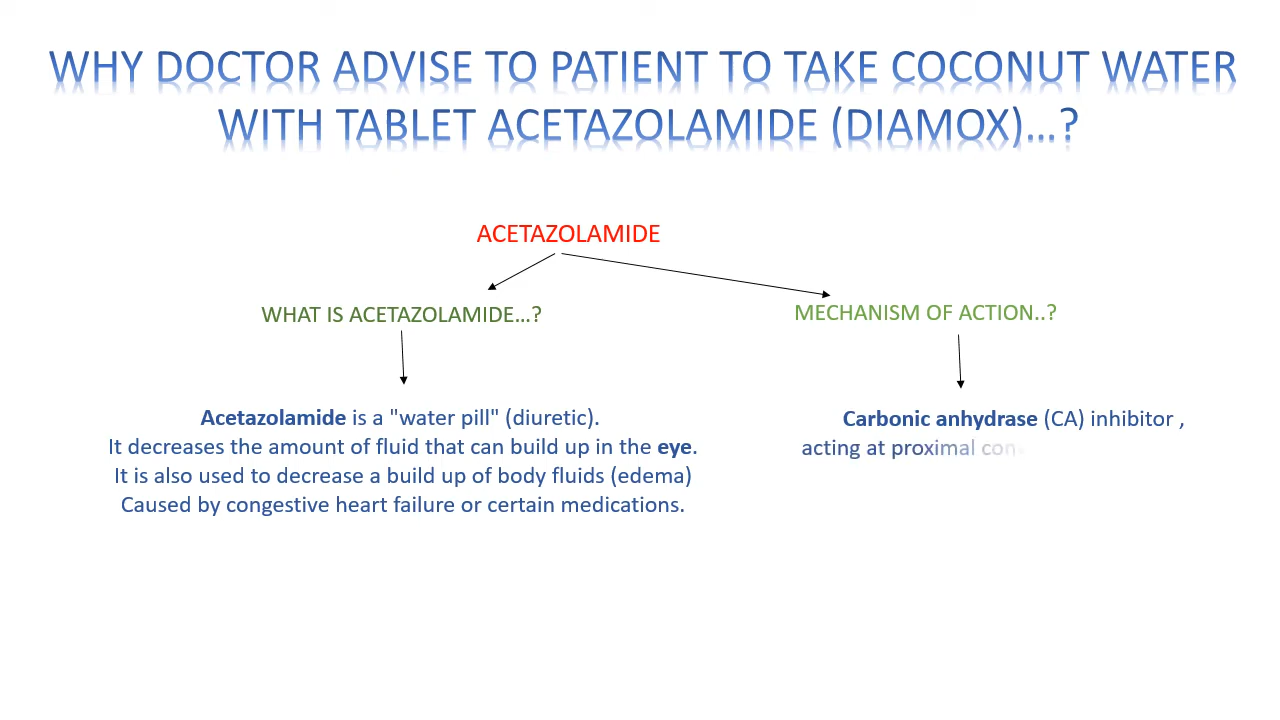 WHY DOCTOR ADVISE TO PATIENT TO TAKE COCONUT WATER
WITH TABLET ACETAZOLAMIDE (DIAMOX)...?
ACETAZOLAMIDE
WHAT IS ACETAZOLAMIDE...?
MECHANISM OF ACTION..?
Acetazolamide is a "water pill" (diuretic).
It decreases the amount of fluid that can build up in the eye.
It is also used to decrease a build up of body fluids (edema)
Caused by congestive heart failure or certain medications.
Carbonic anhydrase (CA) inhibitor ,
acting at proximal